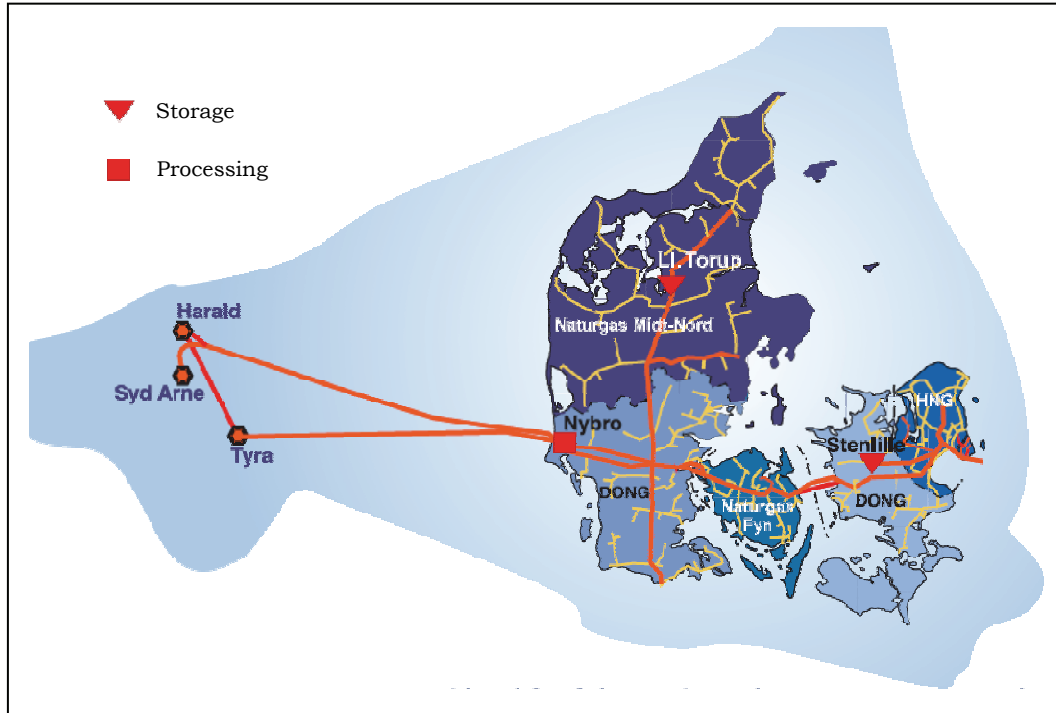 Storage
Processing
Harald
Syd Arne
Tyra
Ll. Torup
Naturgas Midt-Nord
Nybro
DONG
Naturgas
Fyn
HNG
Stenlille
DONG